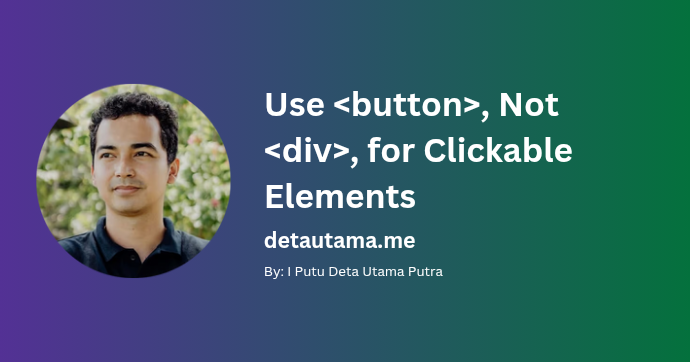 Use <button>, Not
<div>, for Clickable
Elements
detautama.me
By: I Putu Deta Utama Putra